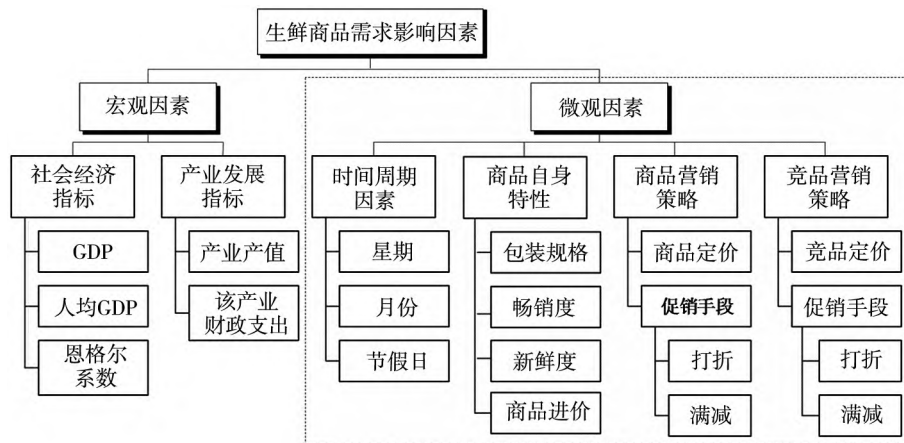 生鲜商品需求影响因素
宏观因素
微观因素
社会经济
指标
产业发展
指标
时间周期
因素
商品自身
特性
商品营销
策略
竞品营销
策略
GDP
人均GDP
恩格尔
系数
产业产值
该产业
财政支出
星期
月份
节假日
包装规格
畅销度
新鲜度
商品进价
商品定价
促销手段
打折
满减
竞品定价
促销手段
打折
满减